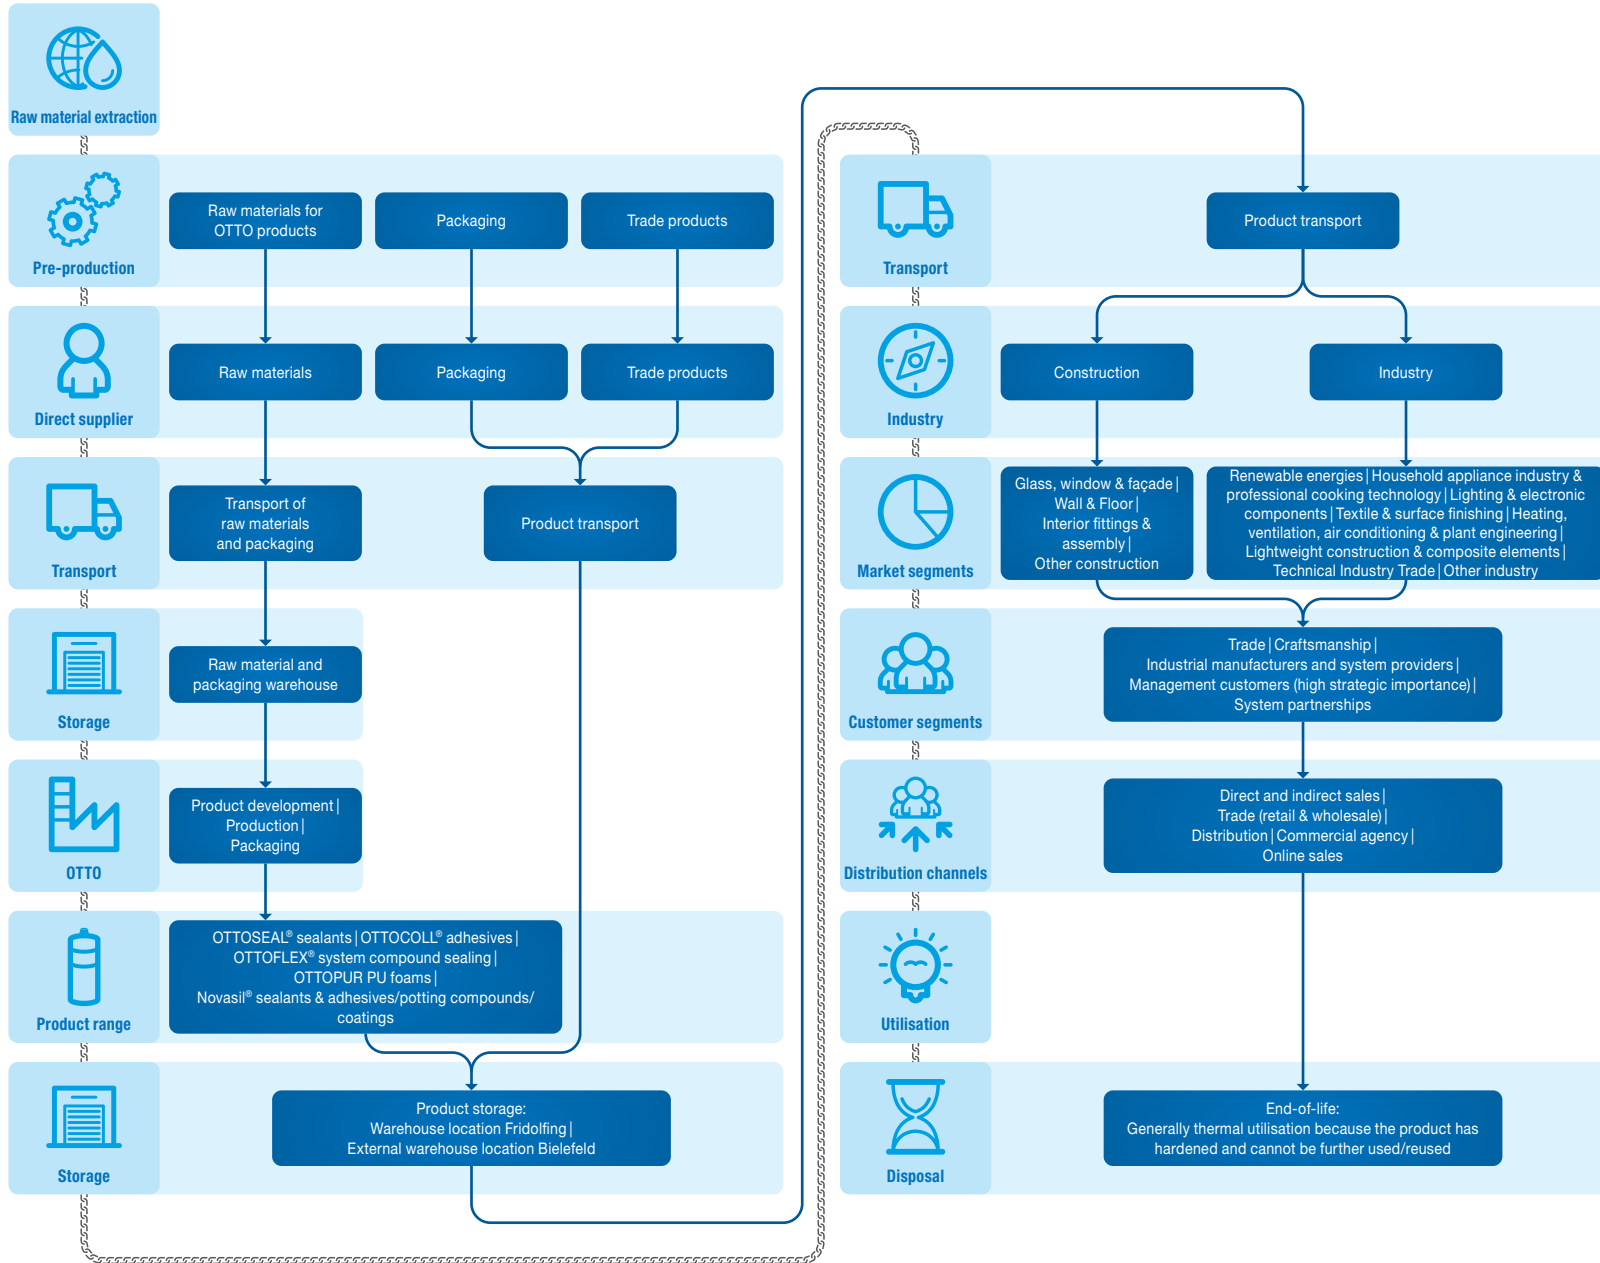 Raw material extraction
Raw materials for
OTTO products
Packaging
Trade products
Pre-production
Raw materials
Packaging
Trade products
Direct supplier
Transport of
raw materials
and packaging
Product transport
Transport
Raw material and
packaging warehouse
Storage
Product development|
Production|
Packaging
OTTO
OTTOSEAL® sealants|OTTOCOLL® adhesives|
OTTOFLEX® system compound sealing|
OTTOPUR PU foams|
Novasil® sealants & adhesives/potting compounds/
coatings
Product range
Product storage:
Warehouse location Fridolfing|
External warehouse location Bielefeld
Storage
Product transport
Transport
Construction
Industry
Industry
Glass, window & façade|
Wall & Floor|
Interior fittings &
assembly|
Other construction
Renewable energies|Household appliance industry &
professional cooking technology|Lighting & electronic
components|Textile & surface finishing|Heating,
ventilation, air conditioning & plant engineering|
Lightweight construction & composite elements|
Technical Industry Trade|Other industry
Market segments
Trade|Craftsmanship|
Industrial manufacturers and system providers|
Management customers (high strategic importance)|
System partnerships
Customer segments
Direct and indirect sales|
Trade (retail & wholesale)|
Distribution|Commercial agency|
Online sales
Distribution channels
Utilisation
End-of-life:
Generally thermal utilisation because the product has
hardened and cannot be further used/reused
Disposal